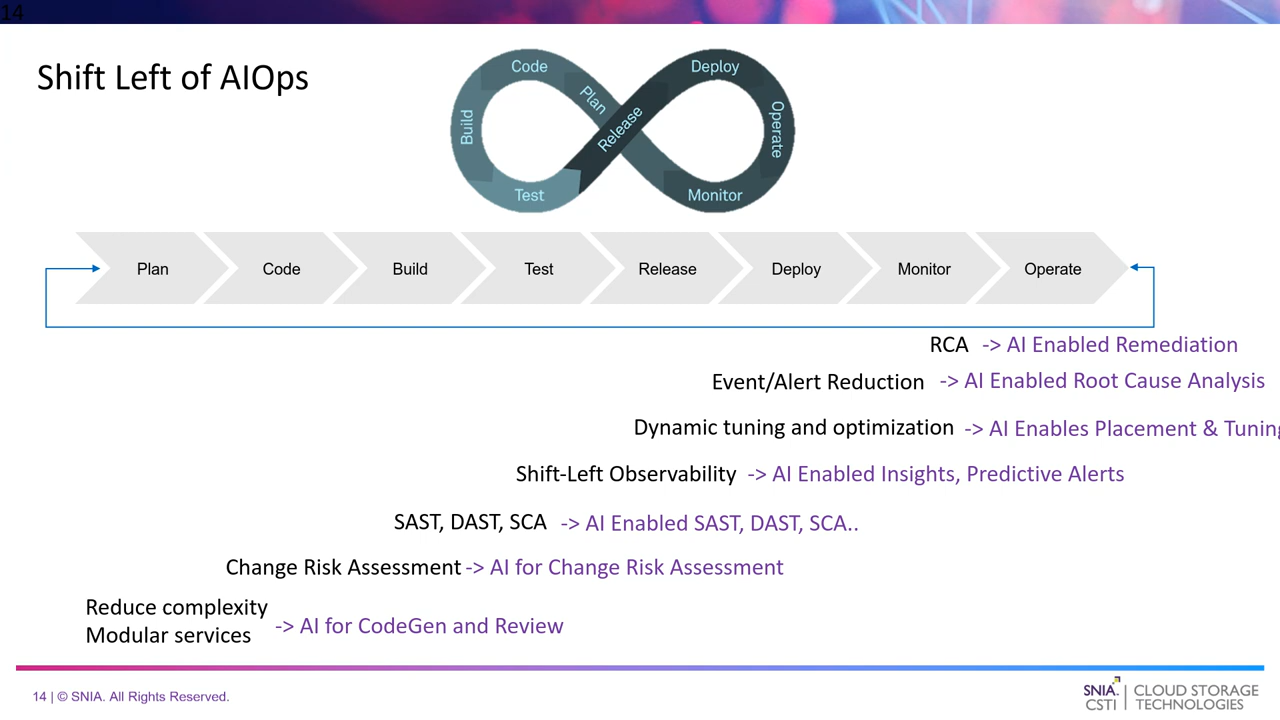 14
Shift Left of AIOps
Code
Plan
Build
Test
Release
Deploy
Operate
Monitor
Plan
Code
Build
Test
Release
Deploy
Monitor
Operate
RCA -> AI Enabled Remediation
Event/Alert Reduction -> AI Enabled Root Cause Analysis
Dynamic tuning and optimization -> AI Enables Placement & Tuning
Shift-Left Observability -> AI Enabled Insights, Predictive Alerts
SAST, DAST, SCA -> AI Enabled SAST, DAST, SCA..
Change Risk Assessment -> AI for Change Risk Assessment
Reduce complexity
Modular services -> AI for CodeGen and Review
14 | © SNIA. All Rights Reserved.
SNIA. CSTI | CLOUD STORAGE TECHNOLOGIES